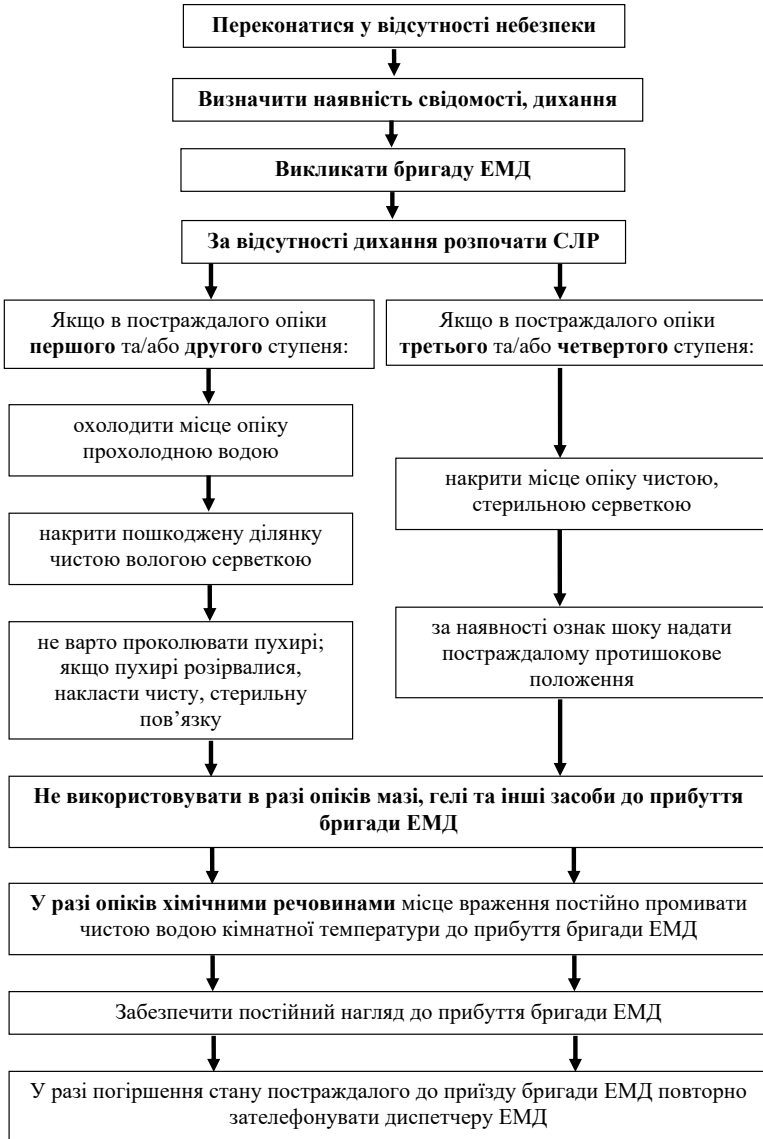 Переконатися у відсутності небезпеки
Визначити наявність свідомості, дихання
Викликати бригаду ЕМД
За відсутності дихання розпочати СЛР
Якщо в постраждалого опіки
першого та/або другого ступеня:
охолодити місце опіку
прохолодною водою
накрити пошкоджену ділянку
чистою вологою серветкою
не варто проколювати пухирі;
якщо пухирі розірвалися,
накласти чисту, стерильну
пов’язку
Якщо в постраждалого опіки
третього та/або четвертого ступеня:
накрити місце опіку чистою,
стерильною серветкою
за наявності ознак шоку надати
постраждалому протишокове
положення
Не використовувати в разі опіків мазі, гелі та інші засоби до прибуття
бригади ЕМД
У разі опіків хімічними речовинами місце враження постійно промивати
чистою водою кімнатної температури до прибуття бригади ЕМД
Забезпечити постійний нагляд до прибуття бригади ЕМД
У разі погіршення стану постраждалого до приїзду бригади ЕМД повторно
зателефонувати диспетчеру ЕМД